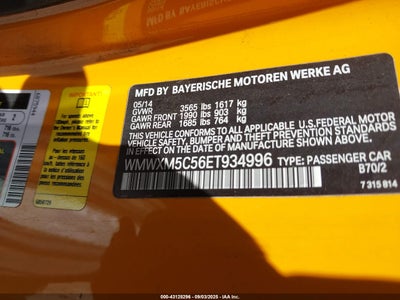 MFD BY BAYERISCHE MOTOREN WERKE AG
05/14
GVWR 3565 lbs 1617 kg
GAWR FRONT 1990 lbs 903 kg
GAWR REAR 1685 lbs 764 kg
THIS VEHICLE CONFORMS TO ALL APPLICABLE U.S. FEDERAL MOTOR
VEHICLE SAFETY, BUMPER, AND THEFT PREVENTION STANDARDS
IN EFFECT ON THE DATE OF MANUFACTURE SHOWN ABOVE.
WMWXM5C56ET934996 TYPE: PASSENGER CAR
B70/2
7 315 814
IMPORTANT!
000-43128296 - 09/03/2025 - IAA Inc.